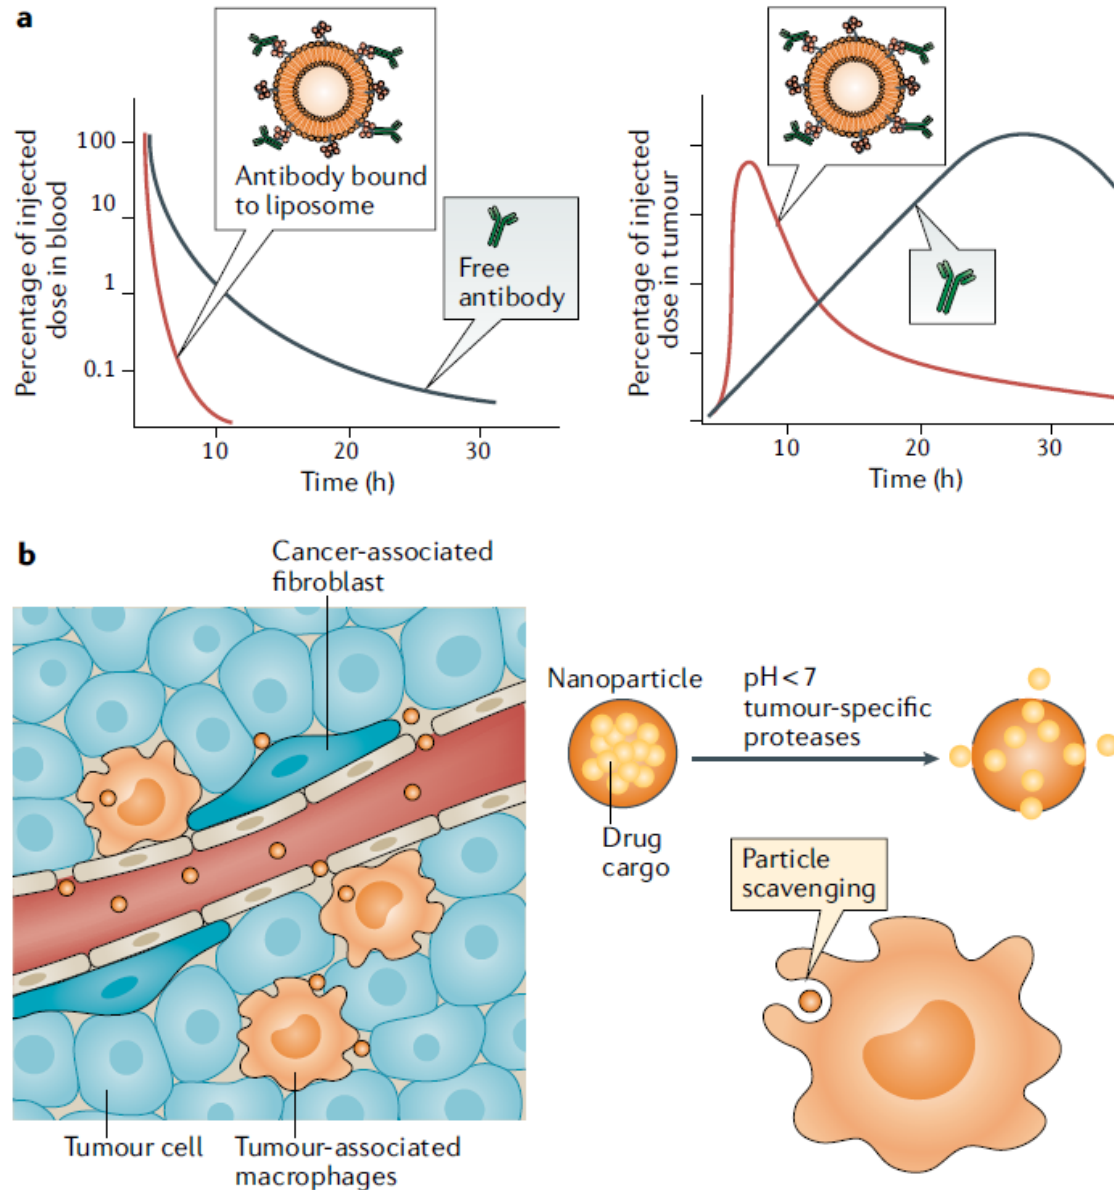 a
Percentage of injected
dose in blood
100
10
1
0.1
10
20
30
Time (h)
Antibody bound
to liposome
Free
antibody
Percentage of injected
dose in tumour
10
20
30
Time (h)
b
Cancer-associated
fibroblast
Tumour cell
Tumour-associated
macrophages
Nanoparticle
Drug
cargo
pH < 7
tumour-specific
proteases
Particle
scavenging